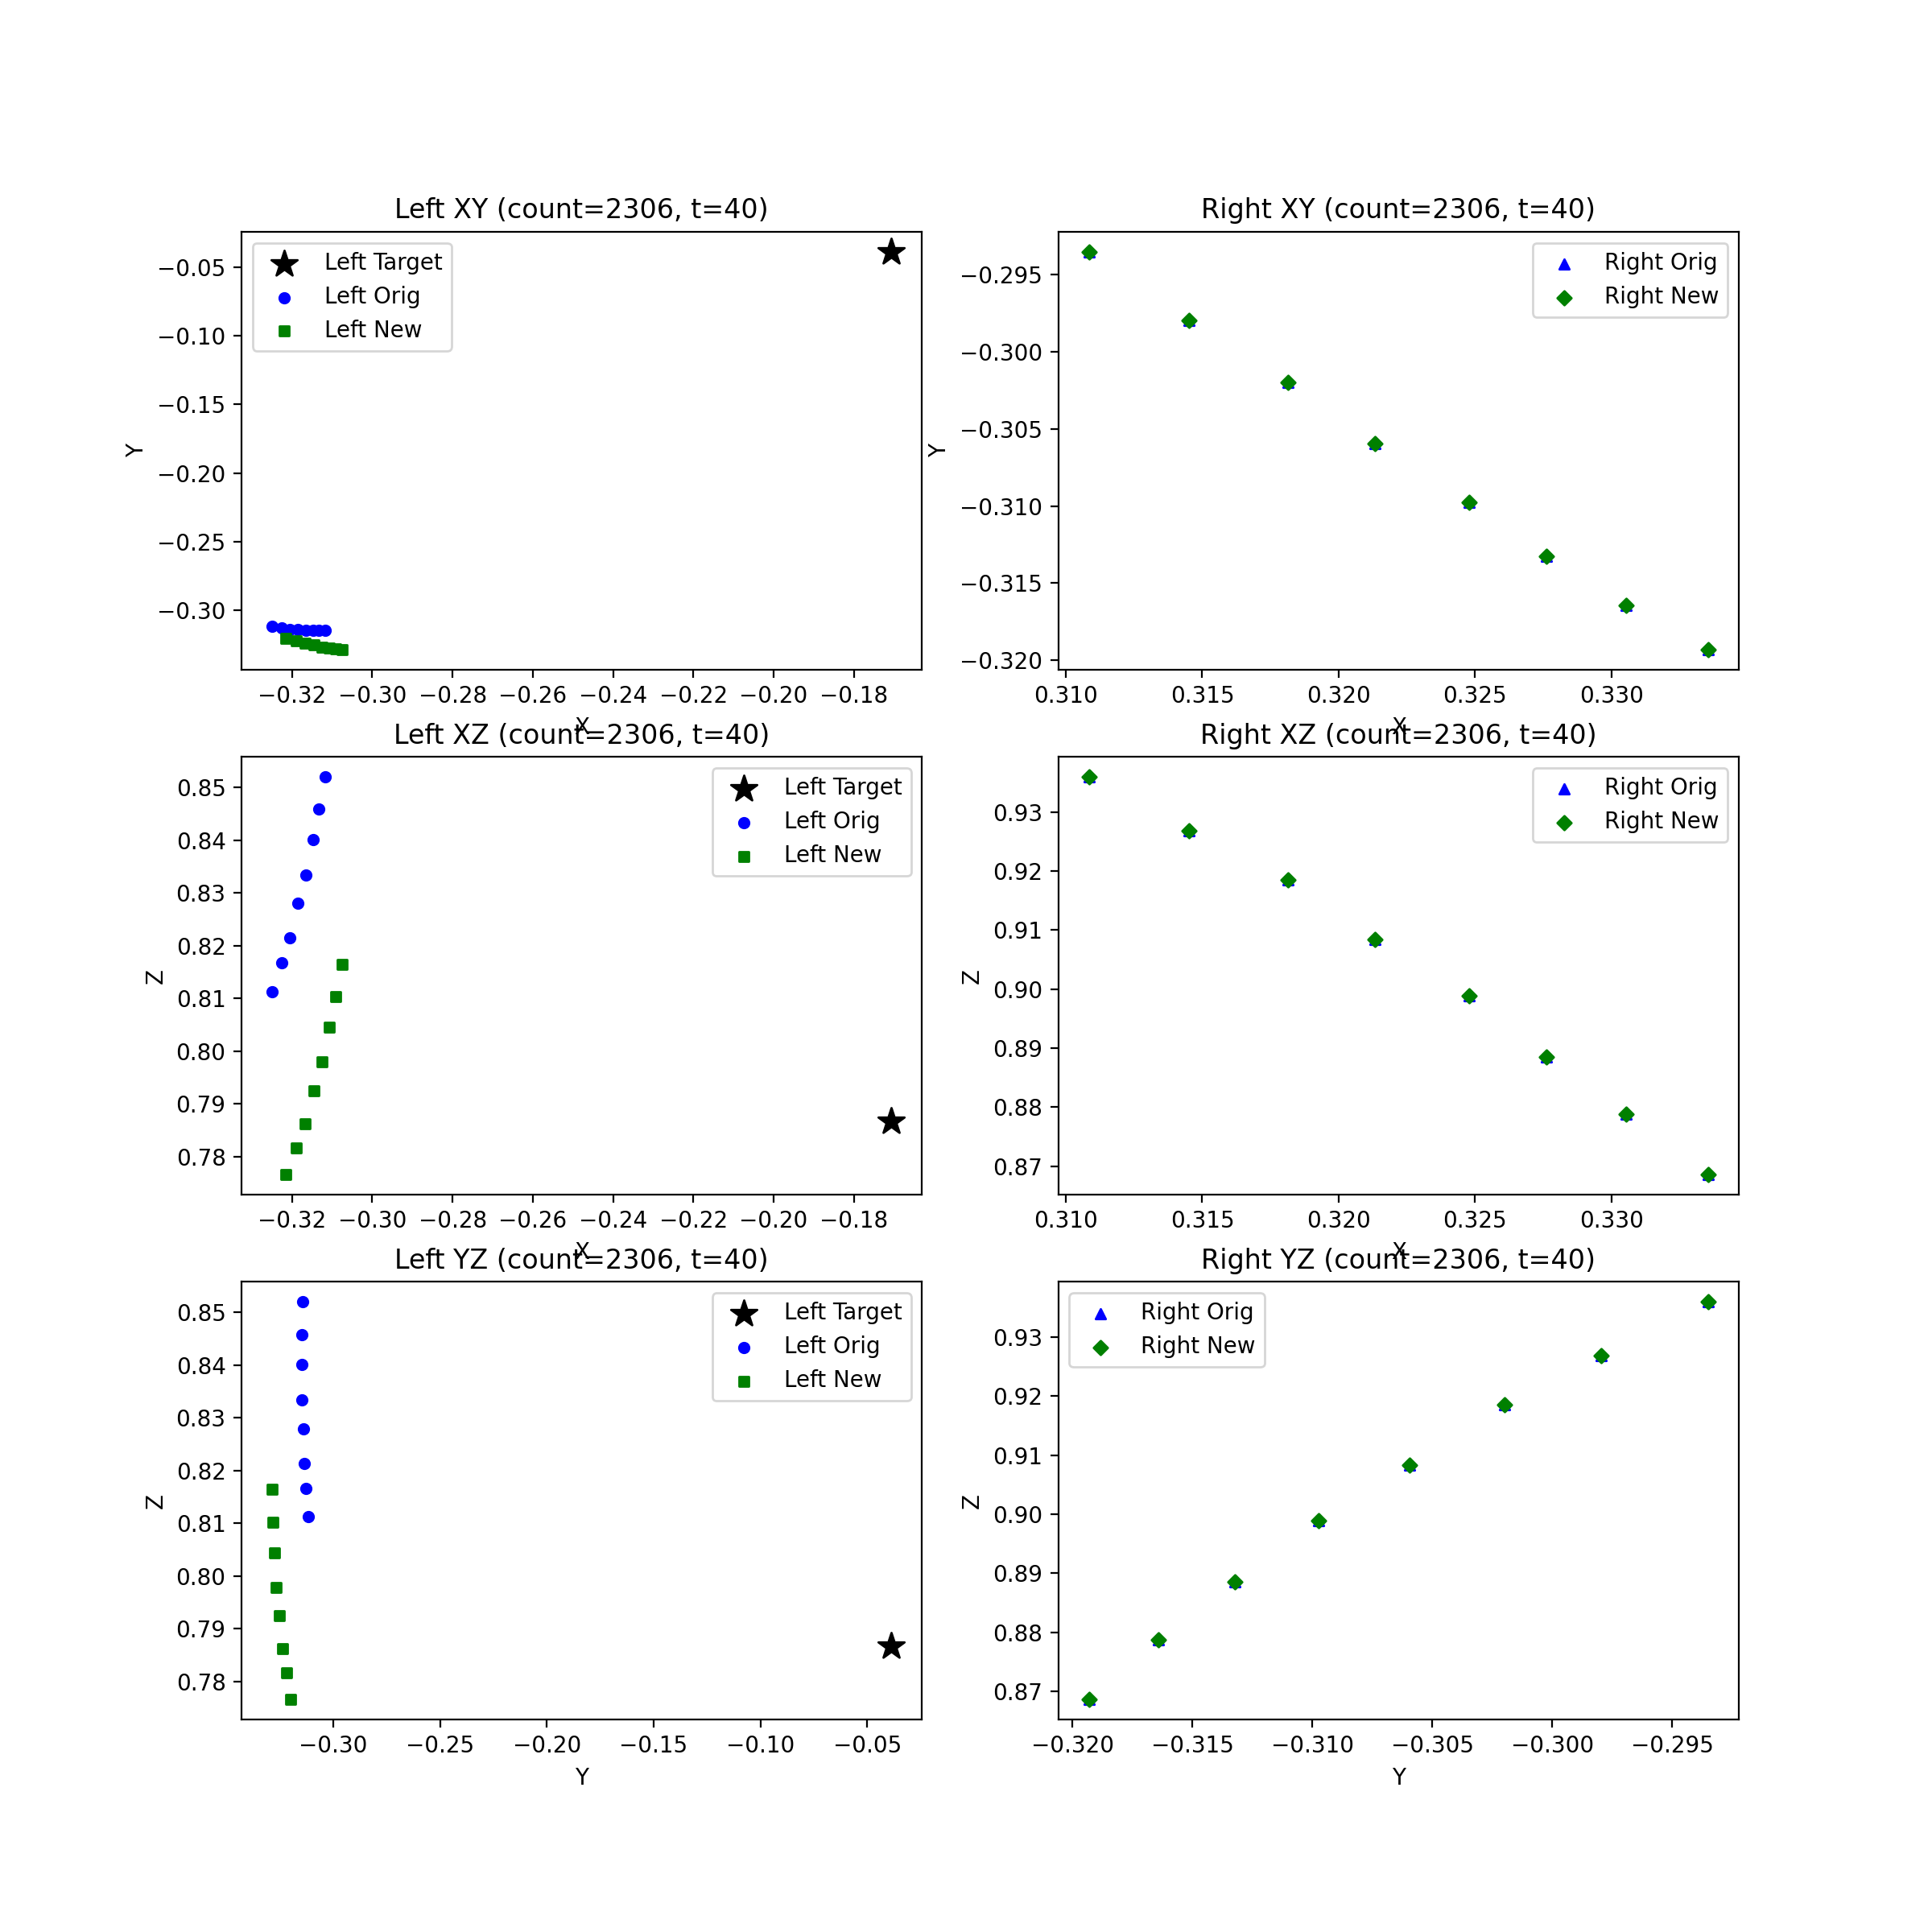 Left XY (count=2306, t=40)
Left Target
Left Orig
Left New
−0.05
−0.10
−0.15
−0.20
−0.25
−0.30
Y
−0.32 −0.30 −0.28 −0.26 −0.24 −0.22 −0.20 −0.18
X
Right XY (count=2306, t=40)
Right Orig
Right New
−0.295
−0.300
−0.305
−0.310
−0.315
−0.320
Y
0.310 0.315 0.320 0.325 0.330
X
Left XZ (count=2306, t=40)
Left Target
Left Orig
Left New
0.85
0.84
0.83
0.82
0.81
0.80
0.79
0.78
Z
−0.32 −0.30 −0.28 −0.26 −0.24 −0.22 −0.20 −0.18
X
Right XZ (count=2306, t=40)
Right Orig
Right New
0.93
0.92
0.91
0.90
0.89
0.88
0.87
Z
0.310 0.315 0.320 0.325 0.330
X
Left YZ (count=2306, t=40)
Left Target
Left Orig
Left New
0.85
0.84
0.83
0.82
0.81
0.80
0.79
0.78
Z
−0.30 −0.25 −0.20 −0.15 −0.10 −0.05
Y
Right YZ (count=2306, t=40)
Right Orig
Right New
0.93
0.92
0.91
0.90
0.89
0.88
0.87
Z
−0.320 −0.315 −0.310 −0.305 −0.300 −0.295
Y